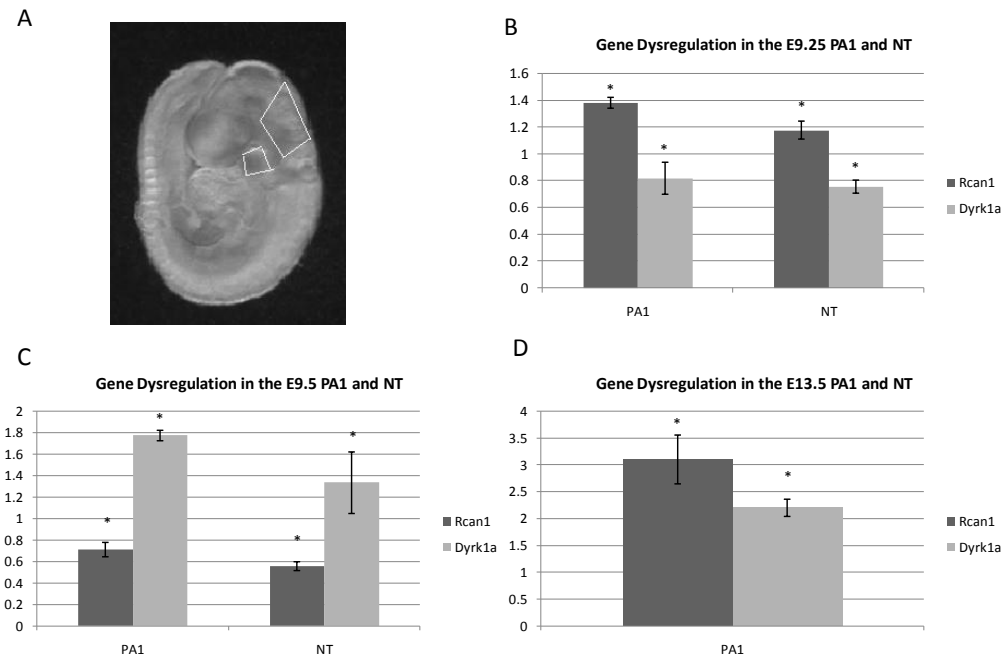 A
B
Gene Dysregulation in the E9.25 PA1 and NT
1.6
1.4
1.2
1
0.8
0.6
0.4
0.2
0
*
*
*
*
PA1
NT
Rcan1
Dyrk1a
C
Gene Dysregulation in the E9.5 PA1 and NT
2
1.8
1.6
1.4
1.2
1
0.8
0.6
0.4
0.2
0
*
*
*
*
PA1
NT
Rcan1
Dyrk1a
D
Gene Dysregulation in the E13.5 PA1 and NT
4
3.5
3
2.5
2
1.5
1
0.5
0
*
*
PA1
Rcan1
Dyrk1a